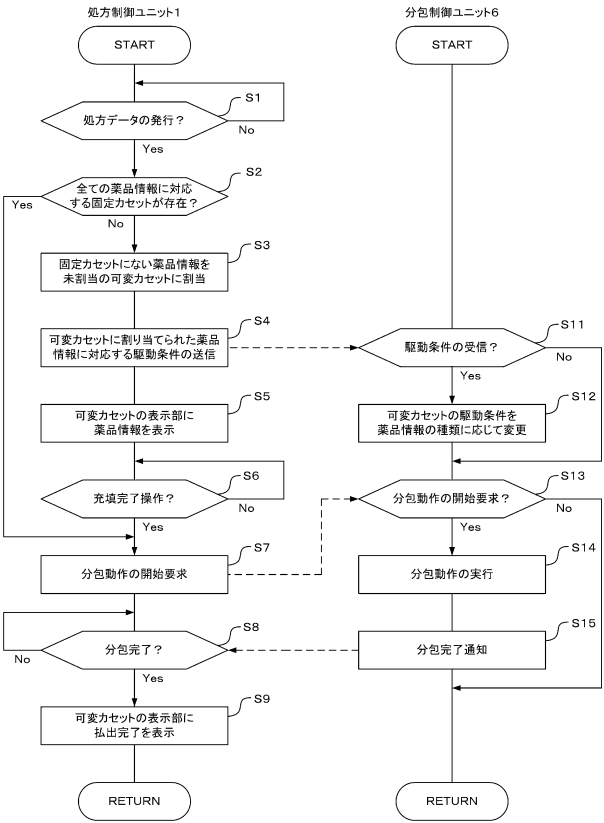 処方制御ユニット1
START
処方データの発行？
S1
No
Yes
全ての薬品情報に対応
する固定カセットが存在？
S2
Yes
No
固定カセットにない薬品情報を
未割当の可変カセットに割当
S3
可変カセットに割り当てられた薬品
情報に対応する駆動条件の送信
S4
可変カセットの表示部に
薬品情報を表示
S5
充填完了操作？
S6
No
Yes
分包動作の開始要求
S7
分包完了？
S8
No
Yes
可変カセットの表示部に
払出完了を表示
S9
RETURN
分包制御ユニット6
START
駆動条件の受信？
S11
No
Yes
可変カセットの駆動条件を
薬品情報の種類に応じて変更
S12
分包動作の開始要求？
S13
No
Yes
分包動作の実行
S14
分包完了通知
S15
RETURN